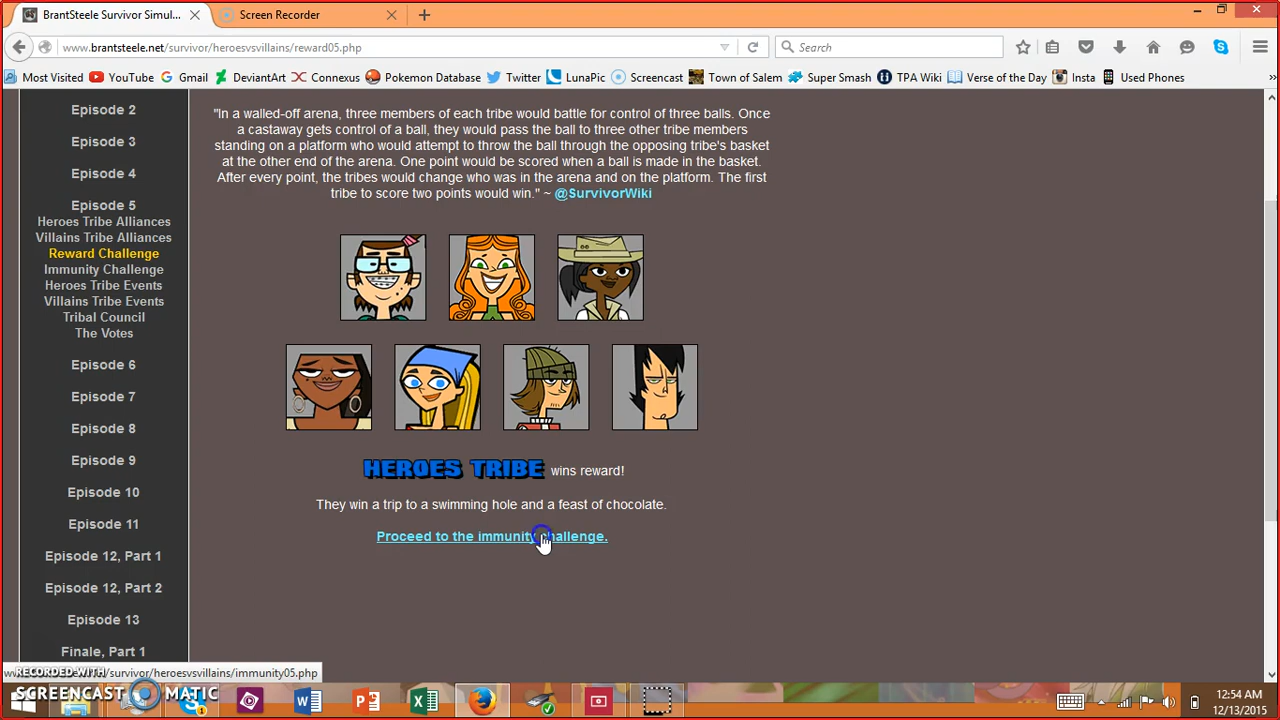 BrantSteele Survivor Simul...
Screen Recorder
www.brantsteele.net/survivor/heroesvsvillains/reward05.php
Search
Most Visited YouTube Gmail DeviantArt Connexus Pokemon Database Twitter LunaPic Screencast Town of Salem Super Smash TPA Wiki Verse of the Day Insta Used Phones
Episode 2
Episode 3
Episode 4
Episode 5
Heroes Tribe Alliances
Villains Tribe Alliances
Reward Challenge
Immunity Challenge
Heroes Tribe Events
Villains Tribe Events
Tribal Council
The Votes
Episode 6
Episode 7
Episode 8
Episode 9
Episode 10
Episode 11
Episode 12, Part 1
Episode 12, Part 2
Episode 13
Finale, Part 1
"In a walled-off arena, three members of each tribe would battle for control of three balls. Once
a castaway gets control of a ball, they would pass the ball to three other tribe members
standing on a platform who would attempt to throw the ball through the opposing tribe's basket
at the other end of the arena. One point would be scored when a ball is made in the basket.
After every point, the tribes would change who was in the arena and on the platform. The first
tribe to score two points would win." ~ @SurvivorWiki
HEROES TRIBE wins reward!
They win a trip to a swimming hole and a feast of chocolate.
Proceed to the immunity challenge.
/survivor/heroesvsvillains/immunity05.php
RECORDED WITH
SCREENCAST MATIC
12:54 AM
12/13/2015